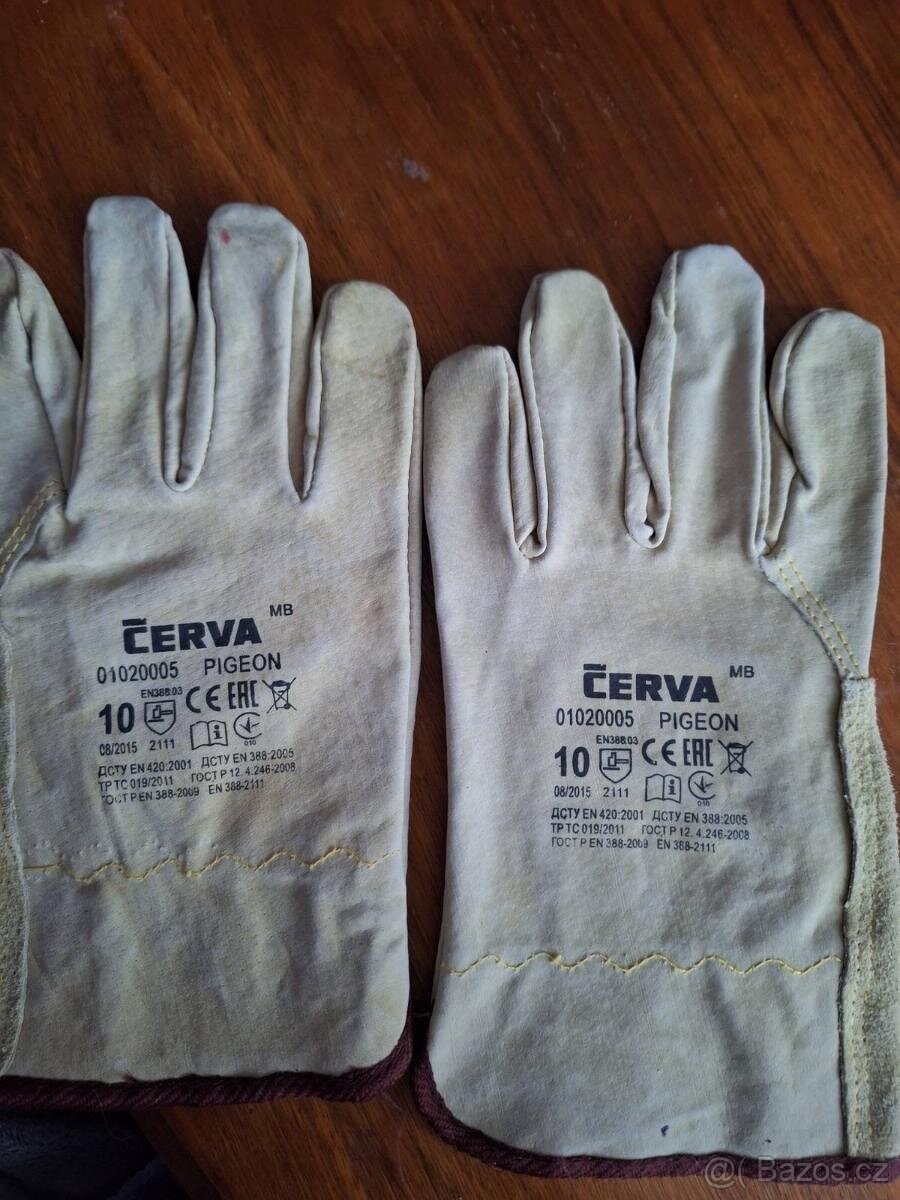 ČERVA MB
01020005 PIGEON
EN388:03
10 CE EAC
08/2015 2111 010
ДСТУ EN 420:2001 ДСТУ EN 388:2005
ТР ТС 019/2011 ГОСТ Р 12.4.246-2008
ГОСТ Р EN 388-2009 EN 388-2111
ČERVA MB
01020005 PIGEON
EN388:03
10 CE EAC
08/2015 2111 010
ДСТУ EN 420:2001 ДСТУ EN 388:2005
ТР ТС 019/2011 ГОСТ Р 12.4.246-2008
ГОСТ Р EN 388-2009 EN 388-2111
@( Bazos.cz